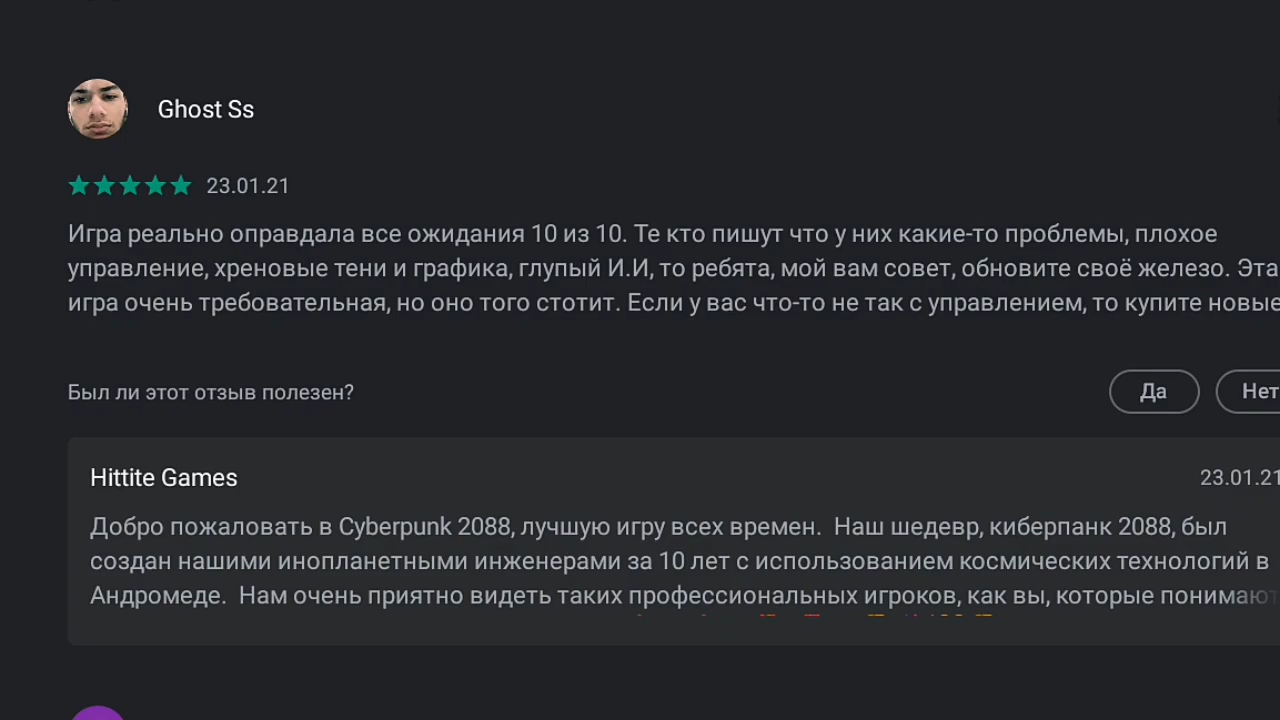 Ghost Ss
23.01.21
Игра реально оправдала все ожидания 10 из 10. Те кто пишут что у них какие-то проблемы, плохое
управление, хреновые тени и графика, глупый И.И, то ребята, мой вам совет, обновите своё железо. Эта
игра очень требовательная, но оно того стотит. Если у вас что-то не так с управлением, то купите новые
Был ли этот отзыв полезен?
Да
Нет
Hittite Games
23.01.21
Добро пожаловать в Cyberpunk 2088, лучшую игру всех времен. Наш шедевр, киберпанк 2088, был
создан нашими инопланетными инженерами за 10 лет с использованием космических технологий в
Андромеде. Нам очень приятно видеть таких профессиональных игроков, как вы, которые понимают